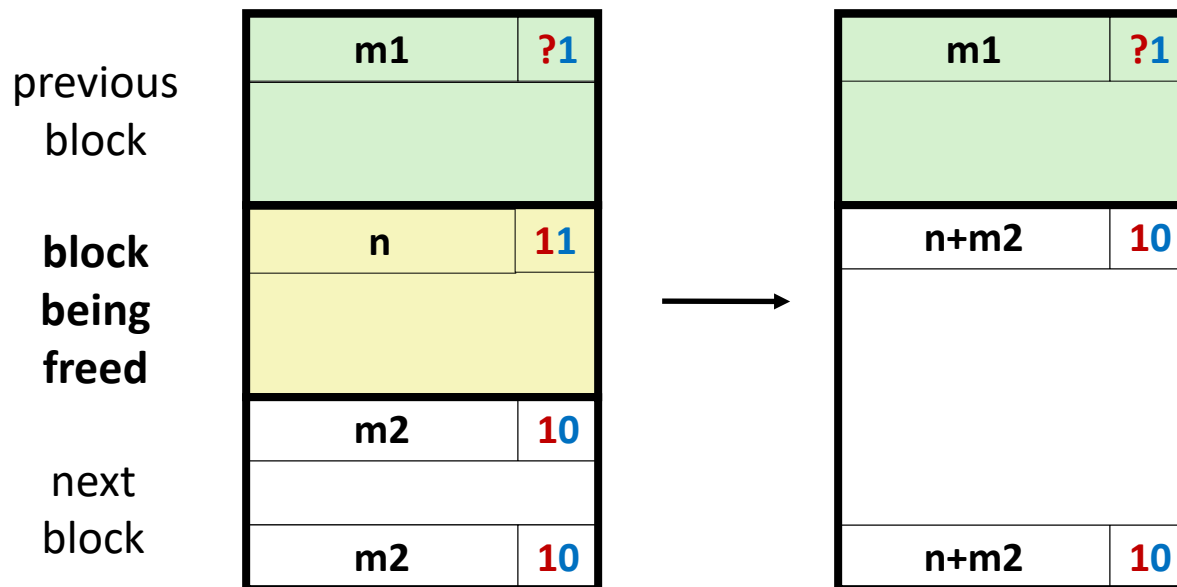 m1 ?1
m1 ?1
previous
block
n 11
n+m2 10
block
being
freed
m2 10
next
block
m2 10
n+m2 10